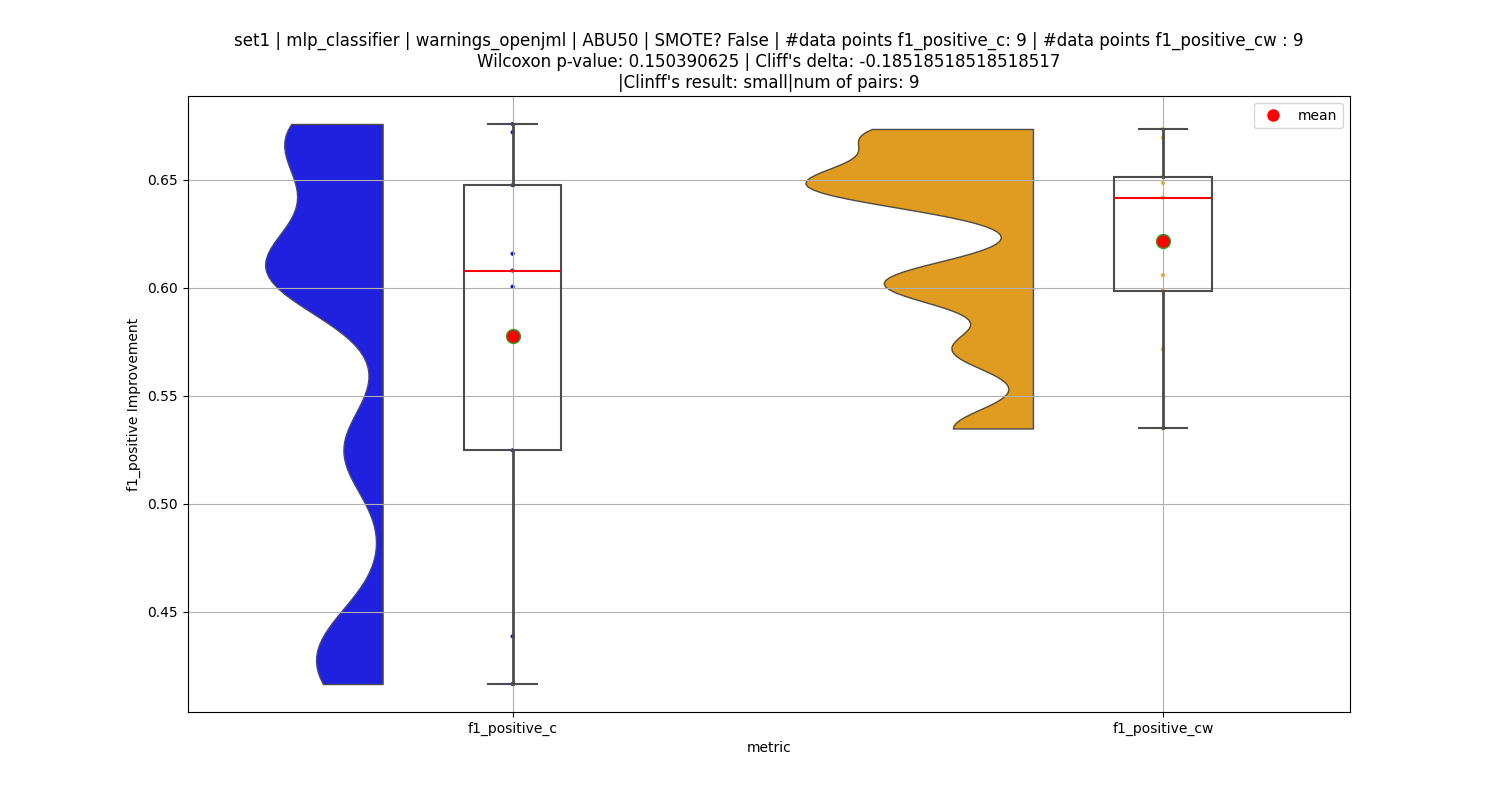 set1 | mlp_classifier | warnings_openjml | ABU50 | SMOTE? False | #data points f1_positive_c: 9 | #data points f1_positive_cw : 9
Wilcoxon p-value: 0.150390625 | Cliff's delta: -0.18518518518518517
|Clinff's result: small|num of pairs: 9
mean
0.65
0.60
0.55
0.50
0.45
f1_positive Improvement
f1_positive_c
f1_positive_cw
metric